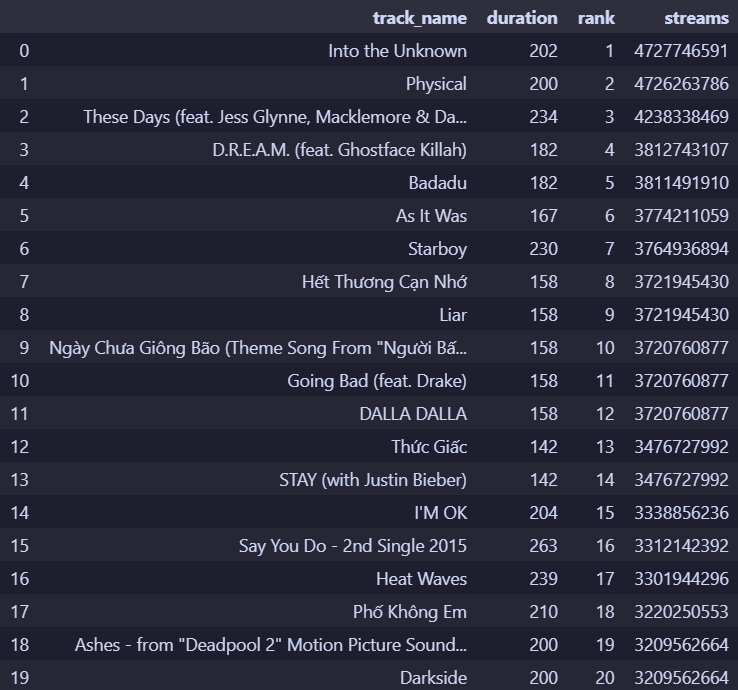 track_name duration rank streams
0 Into the Unknown 202 1 4727746591
1 Physical 200 2 4726263786
2 These Days (feat. Jess Glynne, Macklemore & Da... 234 3 4238338469
3 D.R.E.A.M. (feat. Ghostface Killah) 182 4 3812743107
4 Badadu 182 5 3811491910
5 As It Was 167 6 3774211059
6 Starboy 230 7 3764936894
7 Hết Thương Cạn Nhớ 158 8 3721945430
8 Liar 158 9 3721945430
9 Ngày Chưa Giông Bão (Theme Song From "Người Bấ... 158 10 3720760877
10 Going Bad (feat. Drake) 158 11 3720760877
11 DALLA DALLA 158 12 3720760877
12 Thức Giấc 142 13 3476727992
13 STAY (with Justin Bieber) 142 14 3476727992
14 I'M OK 204 15 3338856236
15 Say You Do - 2nd Single 2015 263 16 3312142392
16 Heat Waves 239 17 3301944296
17 Phố Không Em 210 18 3220250553
18 Ashes - from "Deadpool 2" Motion Picture Sound... 200 19 3209562664
19 Darkside 200 20 3209562664